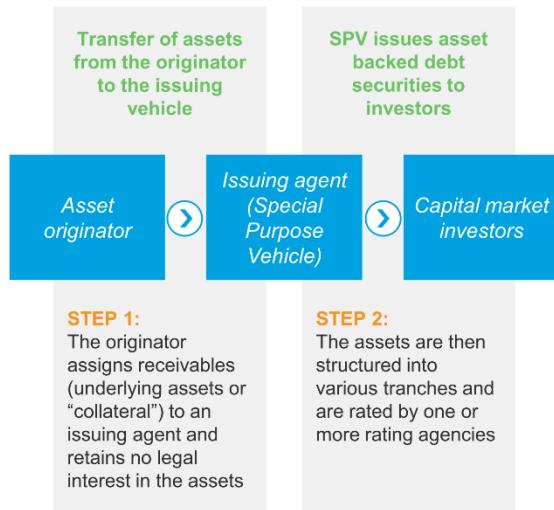 Transfer of assets
from the originator
to the issuing
vehicle
SPV issues asset
backed debt
securities to
investors
Asset
originator
Issuing agent
(Special
Purpose
Vehicle)
Capital market
investors
STEP 1:
The originator
assigns receivables
(underlying assets or
“collateral”) to an
issuing agent and
retains no legal
interest in the assets
STEP 2:
The assets are then
structured into
various tranches and
are rated by one or
more rating agencies